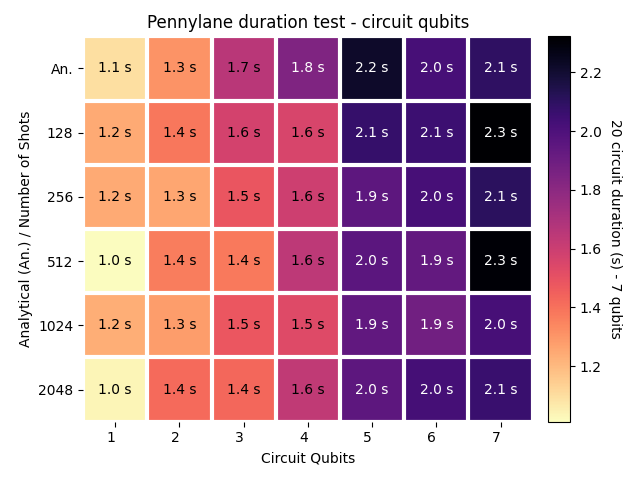 Pennylane duration test - circuit qubits
An. 1.1 s 1.3 s 1.7 s 1.8 s 2.2 s 2.0 s 2.1 s
128 1.2 s 1.4 s 1.6 s 1.6 s 2.1 s 2.1 s 2.3 s
256 1.2 s 1.3 s 1.5 s 1.6 s 1.9 s 2.0 s 2.1 s
512 1.0 s 1.4 s 1.4 s 1.6 s 2.0 s 1.9 s 2.3 s
1024 1.2 s 1.3 s 1.5 s 1.5 s 1.9 s 1.9 s 2.0 s
2048 1.0 s 1.4 s 1.4 s 1.6 s 2.0 s 2.0 s 2.1 s
1 2 3 4 5 6 7
Circuit Qubits
Analytical (An.) / Number of Shots
2.2
2.0
1.8
1.6
1.4
1.2
20 circuit duration (s) - 7 qubits